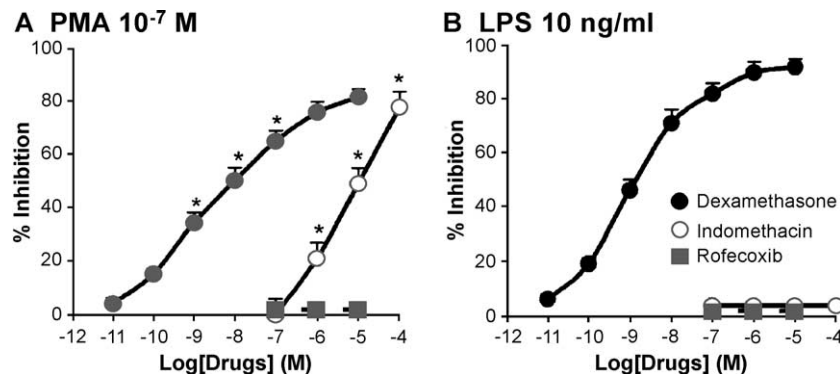 A PMA 10⁻⁷ M
100
80
60
40
20
0
% Inhibition
* * * * * *
-12 -11 -10 -9 -8 -7 -6 -5 -4
Log[Drugs] (M)
B LPS 10 ng/ml
100
80
60
40
20
0
% Inhibition
Dexamethasone
Indomethacin
Rofecoxib
-12 -11 -10 -9 -8 -7 -6 -5 -4
Log[Drugs] (M)